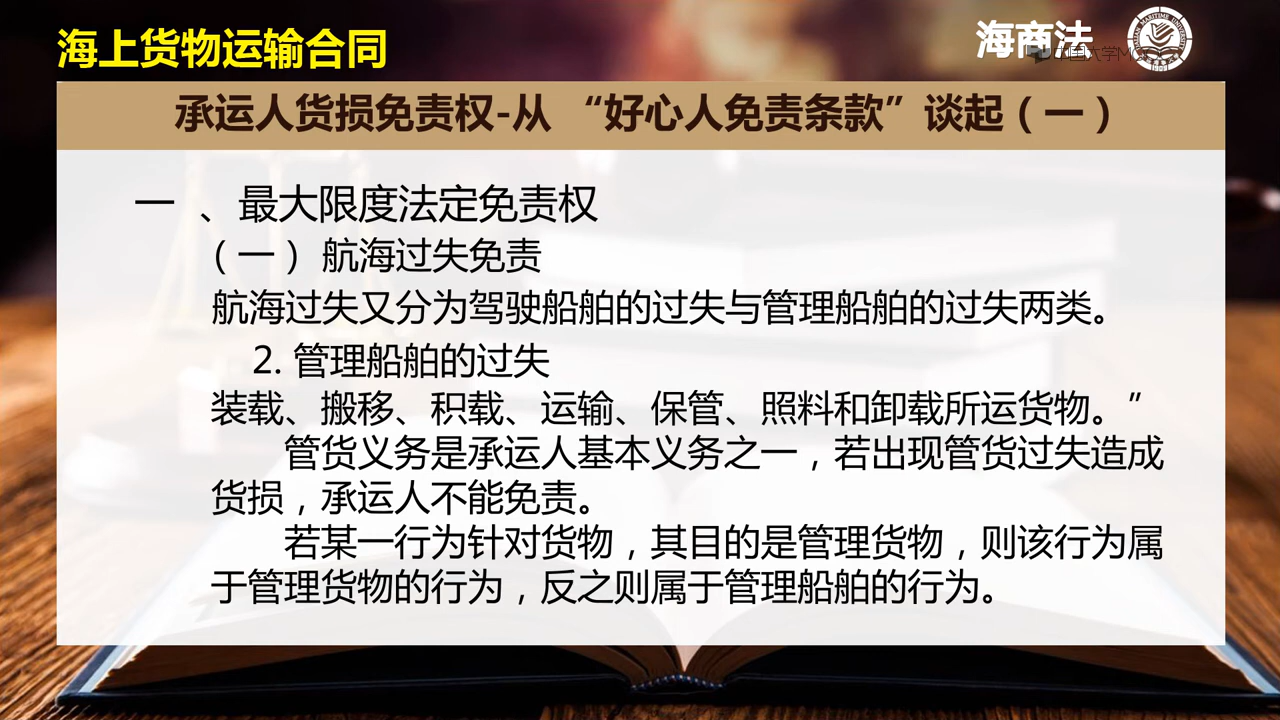 海上货物运输合同
海商法
中国大学M
承运人货损免责权-从 “好心人免责条款”谈起（一）
一 、最大限度法定免责权
（一） 航海过失免责
航海过失又分为驾驶船舶的过失与管理船舶的过失两类。
2. 管理船舶的过失
装载、搬移、积载、运输、保管、照料和卸载所运货物。”
管货义务是承运人基本义务之一，若出现管货过失造成
货损，承运人不能免责。
若某一行为针对货物，其目的是管理货物，则该行为属
于管理货物的行为，反之则属于管理船舶的行为。